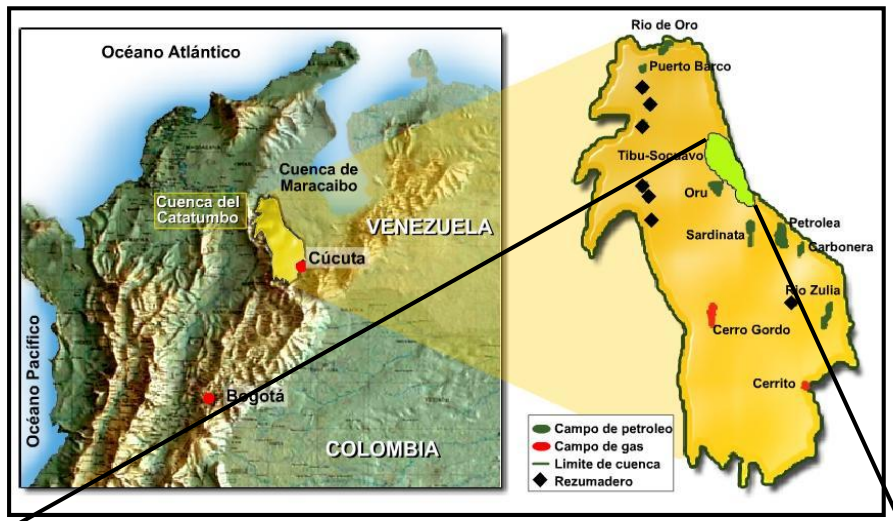 Océano Atlántico
Cuenca de
Maracaibo
Cuenca del
Catatumbo
VENEZUELA
Cúcuta
Océano Pacífico
Bogotá
COLOMBIA
Rio de Oro
Puerto Barco
Tibu-Socuavo
Oru
Petrolea
Sardinata
Carbonera
Rio Zulia
Cerro Gordo
Cerrito
Campo de petroleo
Campo de gas
Limite de cuenca
Rezumadero